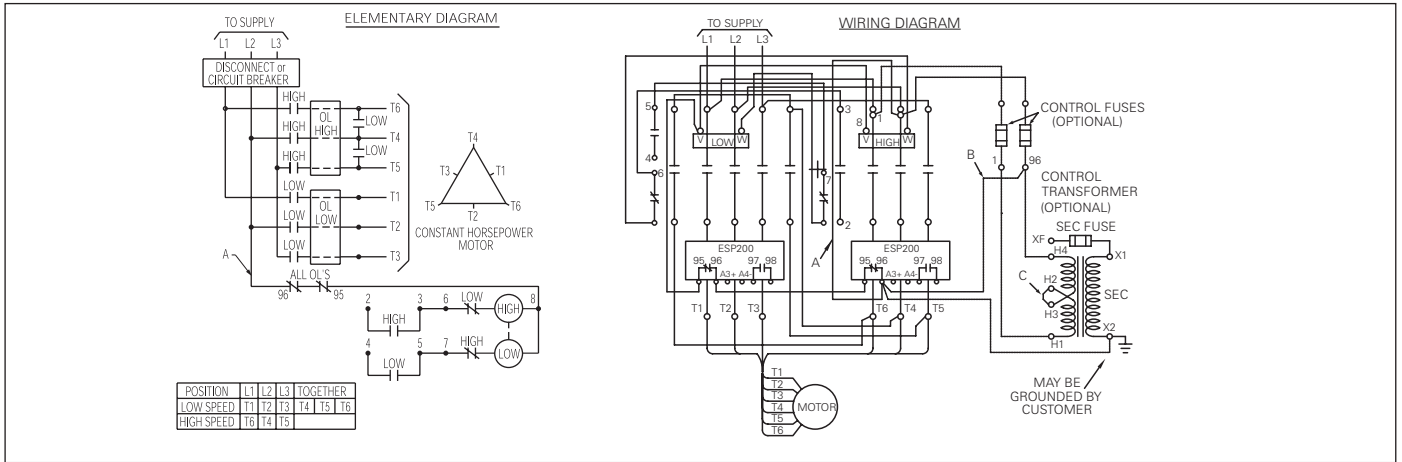 ELEMENTARY DIAGRAM
TO SUPPLY
L1 L2 L3
DISCONNECT or
CIRCUIT BREAKER
HIGH
HIGH
HIGH
OL
HIGH
T6
LOW
T4
LOW
T5
LOW
LOW
LOW
OL
LOW
T1
T2
T3
T4
T3 T1
T5 T6
T2
CONSTANT HORSEPOWER
MOTOR
A
ALL OL'S
96 95
2 3 6 LOW HIGH 8
HIGH
4 5 7 HIGH LOW
LOW
POSITION L1 L2 L3 TOGETHER
LOW SPEED T1 T2 T3 T4 T5 T6
HIGH SPEED T6 T4 T5
WIRING DIAGRAM
TO SUPPLY
L1 L2 L3
5 3 8 1
V LOW W
V HIGH W
4
6 7
2
A
B
ESP200
95 96 97 98
A3+ A4-
ESP200
95 96 97 98
A3+ A4-
T1 T2 T3
T6 T4 T5
T1
T2
T3
T4
T5
T6
MOTOR
CONTROL FUSES
(OPTIONAL)
1 96
CONTROL
TRANSFORMER
(OPTIONAL)
SEC FUSE
XF
H4 X1
C H2
H3
SEC
H1 X2
MAY BE
GROUNDED BY
CUSTOMER